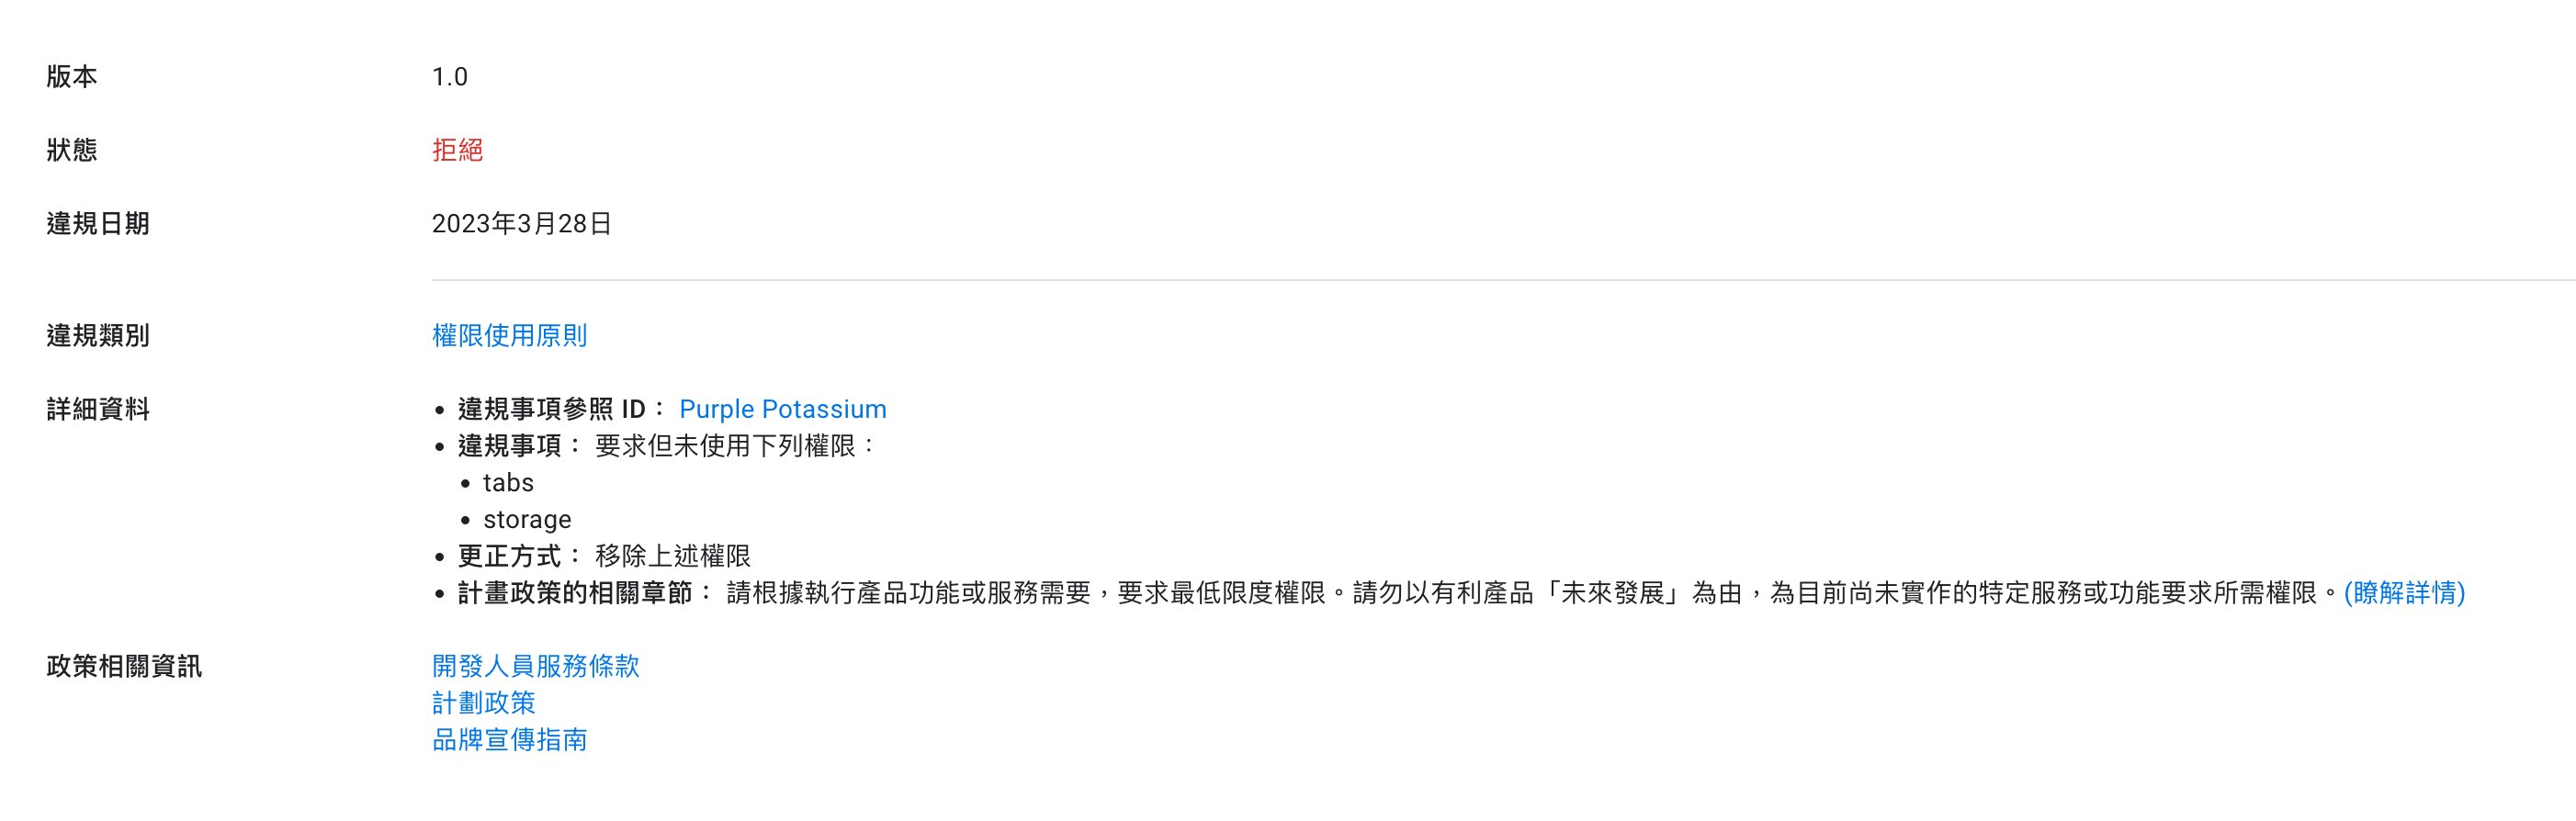 版本 1.0
狀態 拒絕
違規日期 2023年3月28日
違規類別 權限使用原則
詳細資料 • 違規事項參照 ID： Purple Potassium
• 違規事項： 要求但未使用下列權限：
• tabs
• storage
• 更正方式： 移除上述權限
• 計畫政策的相關章節： 請根據執行產品功能或服務需要，要求最低限度權限。請勿以有利產品「未來發展」為由，為目前尚未實作的特定服務或功能要求所需權限。(瞭解詳情)
政策相關資訊 開發人員服務條款
計劃政策
品牌宣傳指南